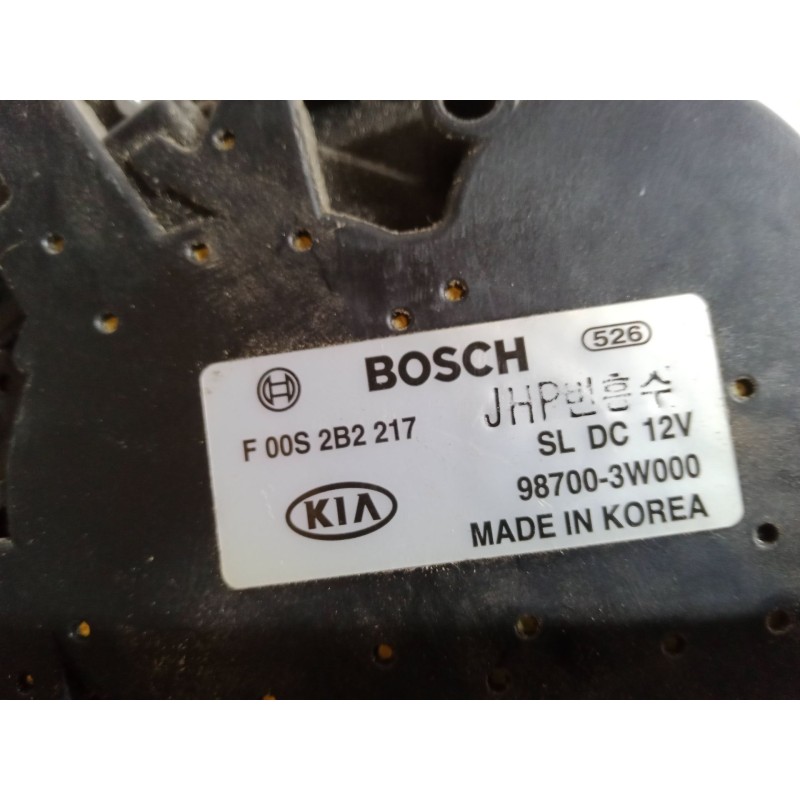 BOSCH 526
JHP빈흥수
F 00S 2B2 217 SL DC 12V
98700-3W000
KIA
MADE IN KOREA